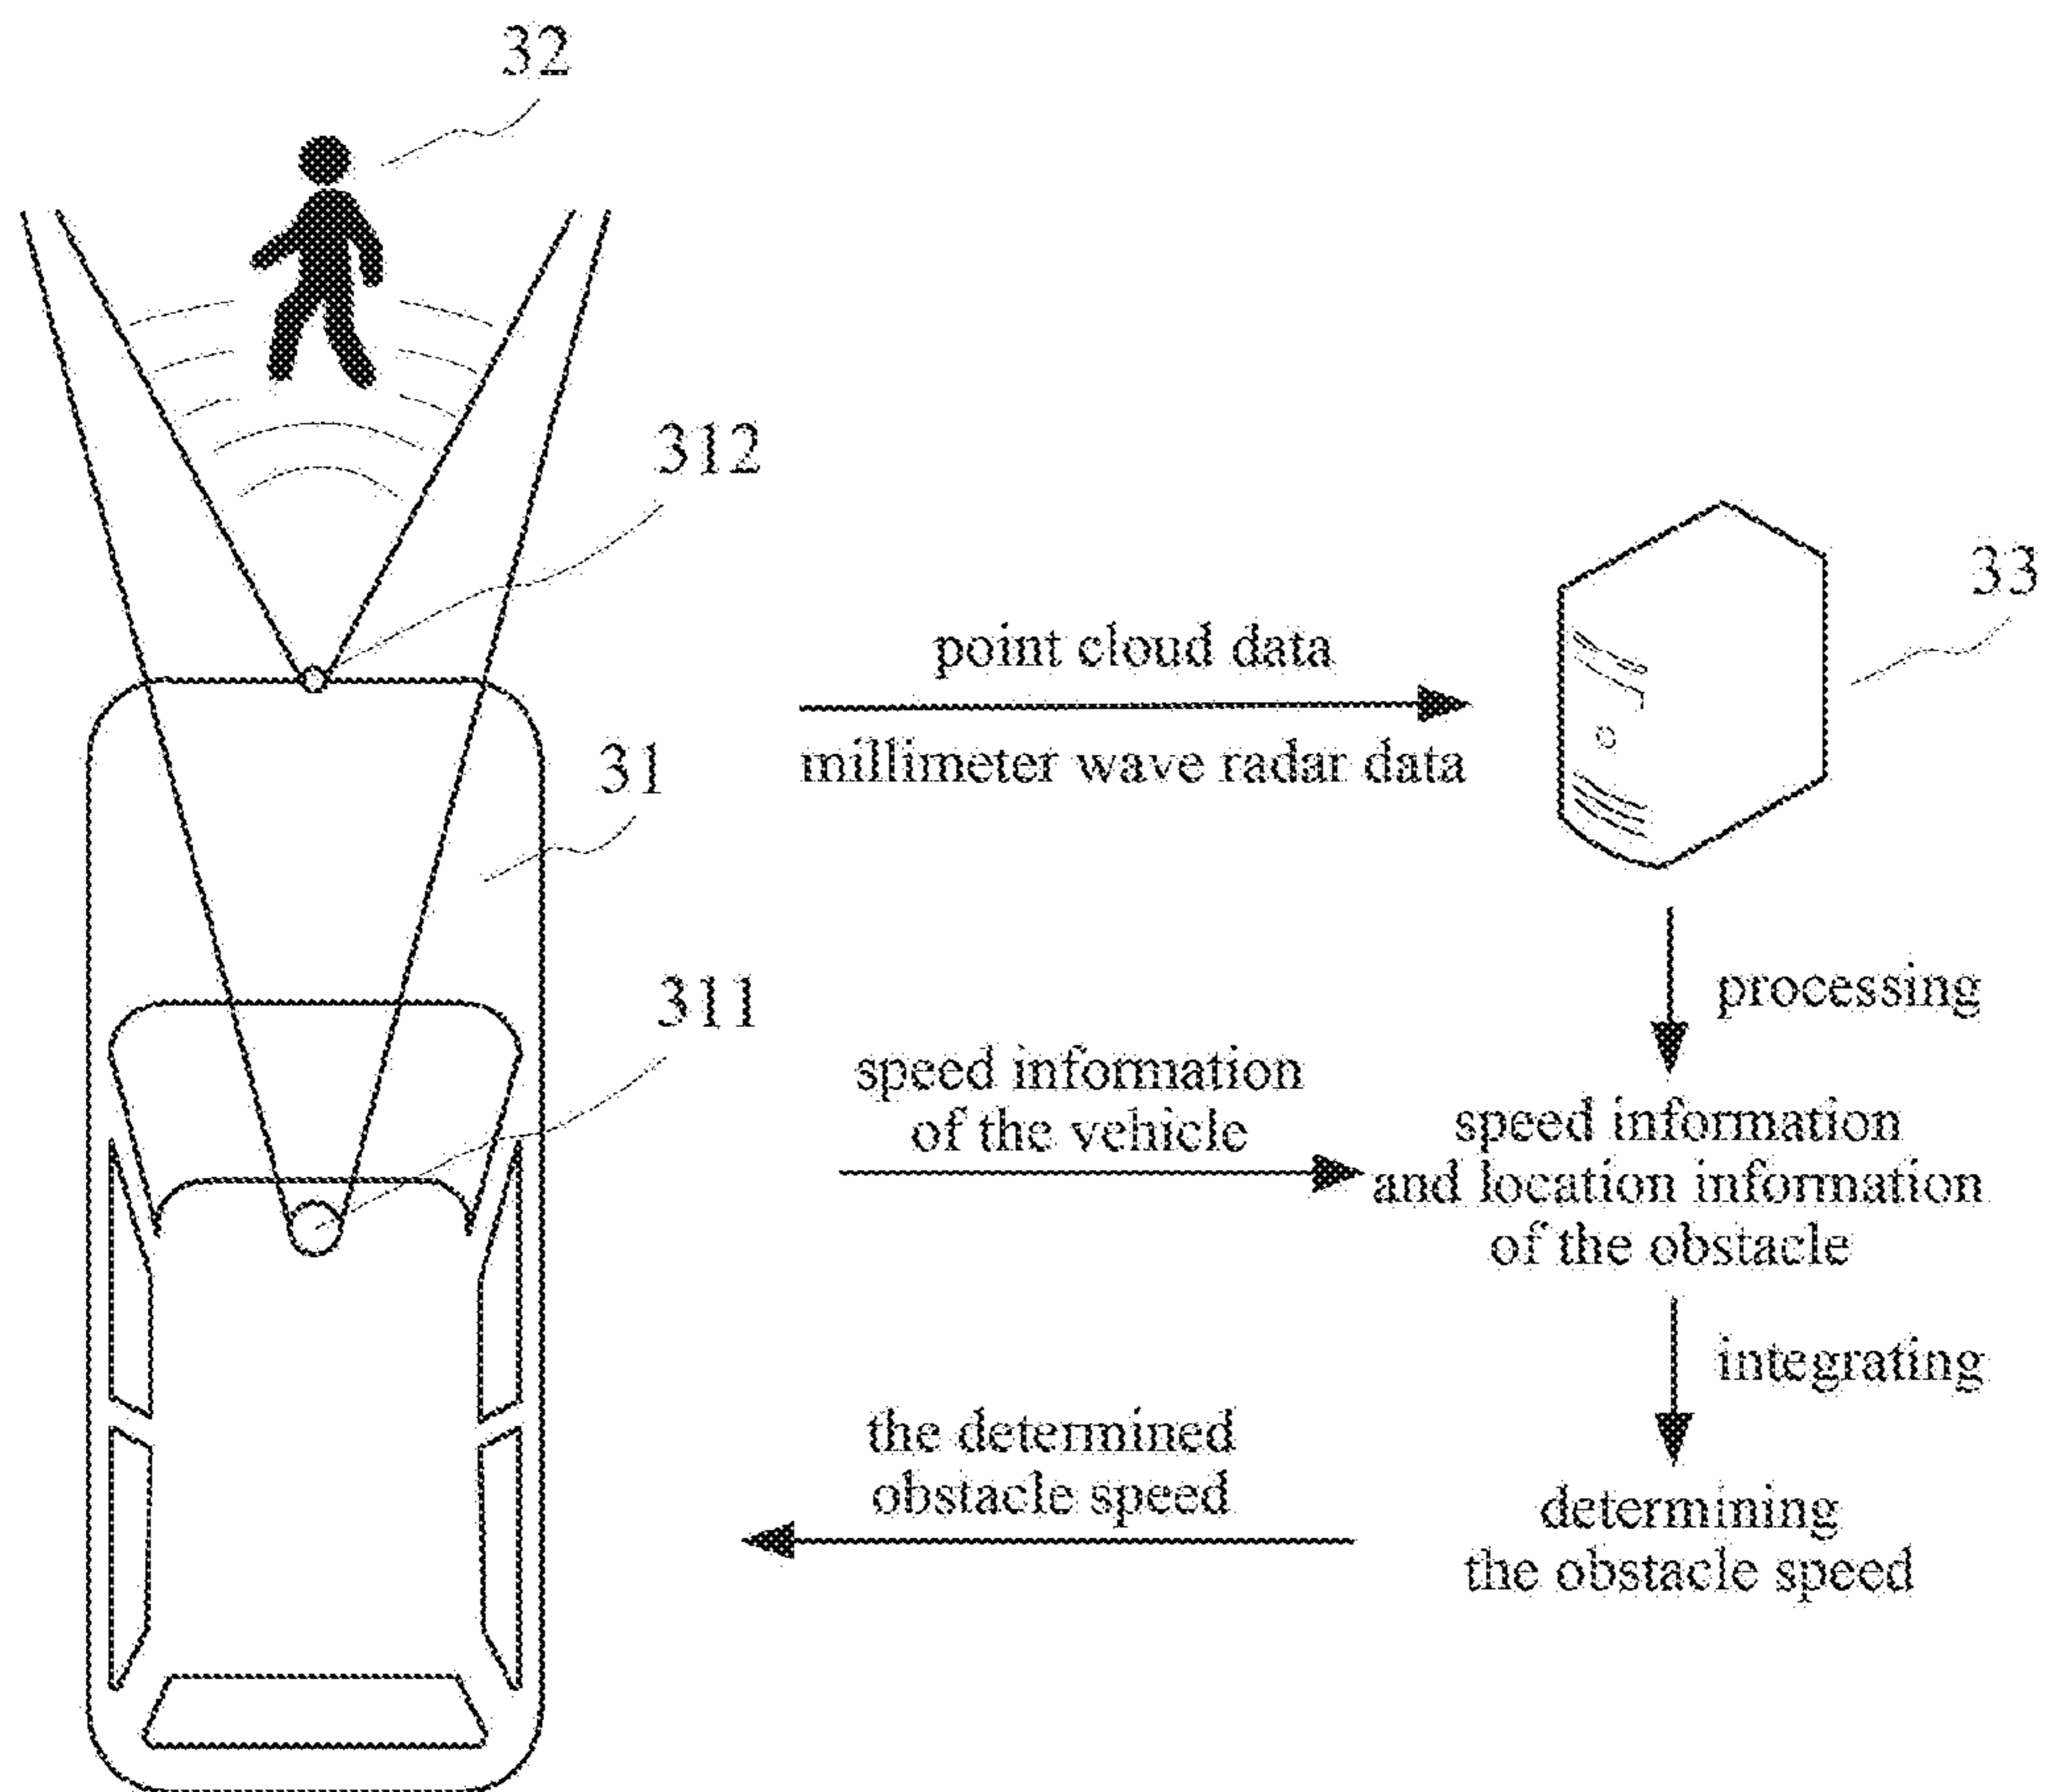 32
312
33
point cloud data
millimeter wave radar data
31
311
processing
speed information
of the vehicle
speed information
and location information
of the obstacle
integrating
the determined
obstacle speed
determining
the obstacle speed